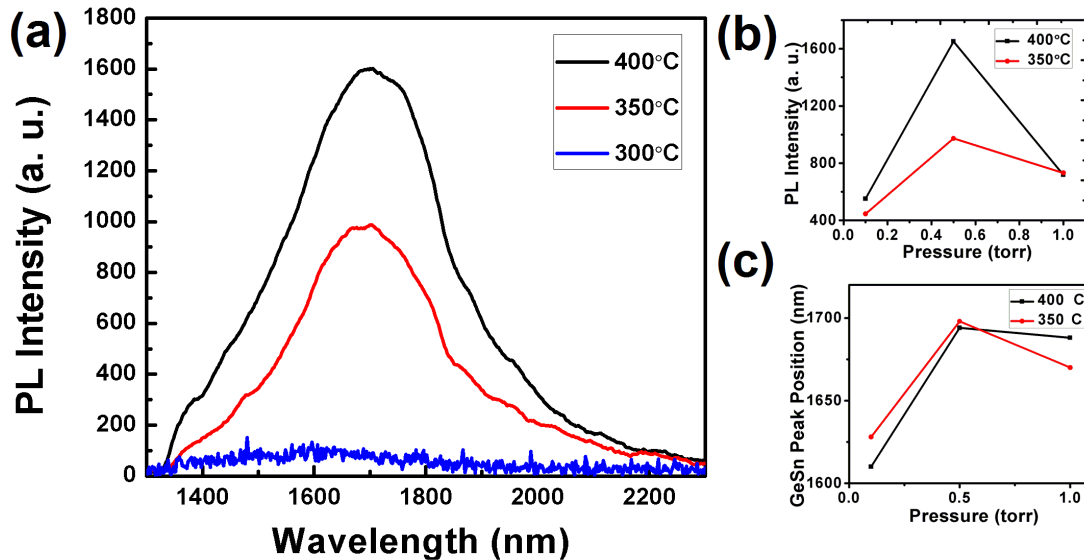 (a)
PL Intensity (a. u.)
1800
1600
1400
1200
1000
800
600
400
200
0
400°C
350°C
300°C
1400
1600
1800
2000
2200
Wavelength (nm)
(b)
PL Intensity (a. u.)
1600
1200
800
400
400°C
350°C
0.0
0.2
0.4
0.6
0.8
1.0
Pressure (torr)
(c)
GeSn Peak Position (nm)
1700
1650
1600
400 C
350 C
0.0
0.5
1.0
Pressure (torr)